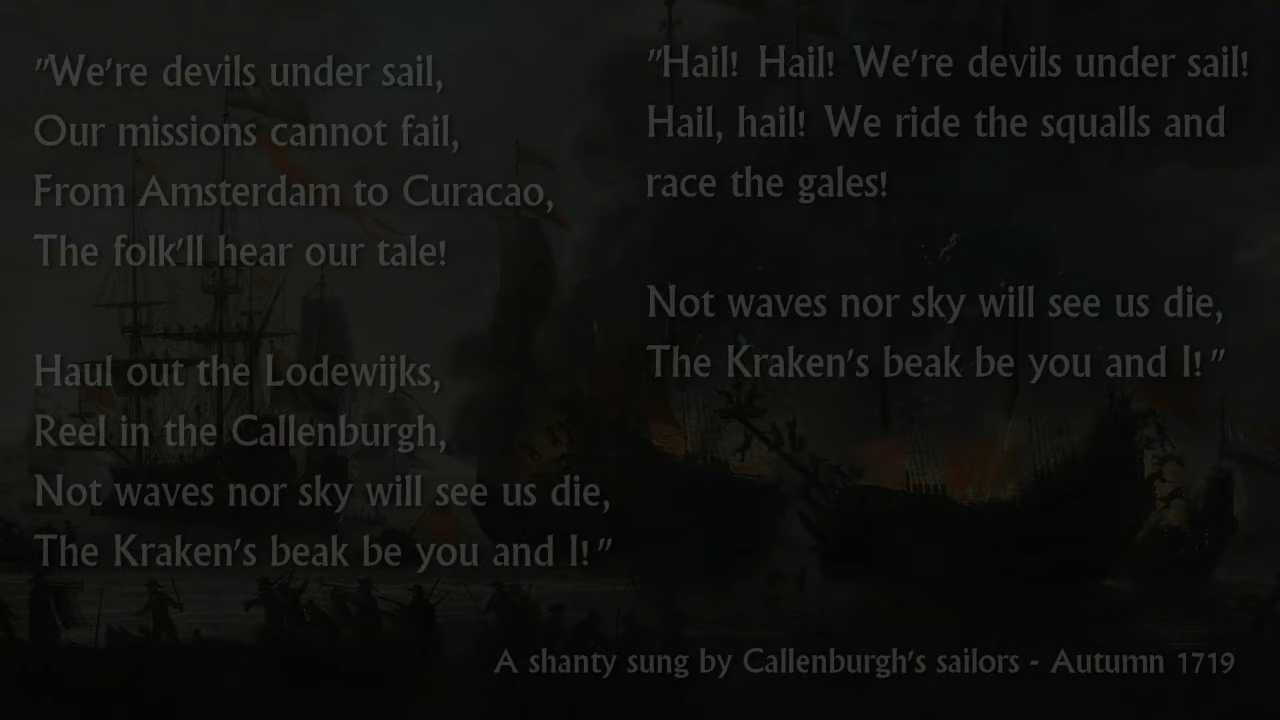 "We're devils under sail,
Our missions cannot fail,
From Amsterdam to Curacao,
The folk'll hear our tale!
Haul out the Lodewijks,
Reel in the Callenburgh,
Not waves nor sky will see us die,
The Kraken's beak be you and I!"
"Hail!  Hail!  We're devils under sail!
Hail, hail!  We ride the squalls and
race the gales!
Not waves nor sky will see us die,
The Kraken's beak be you and I!"
A shanty sung by Callenburgh's sailors - Autumn 1719